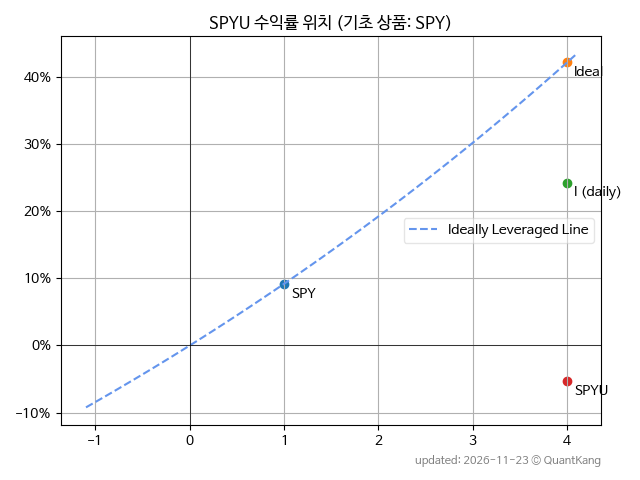 SPYU 수익률 위치 (기초 상품: SPY)
40%
30%
20%
10%
0%
−10%
Ideal
I (daily)
Ideally Leveraged Line
SPY
SPYU
−1 0 1 2 3 4
updated: 2026-11-23 © QuantKang